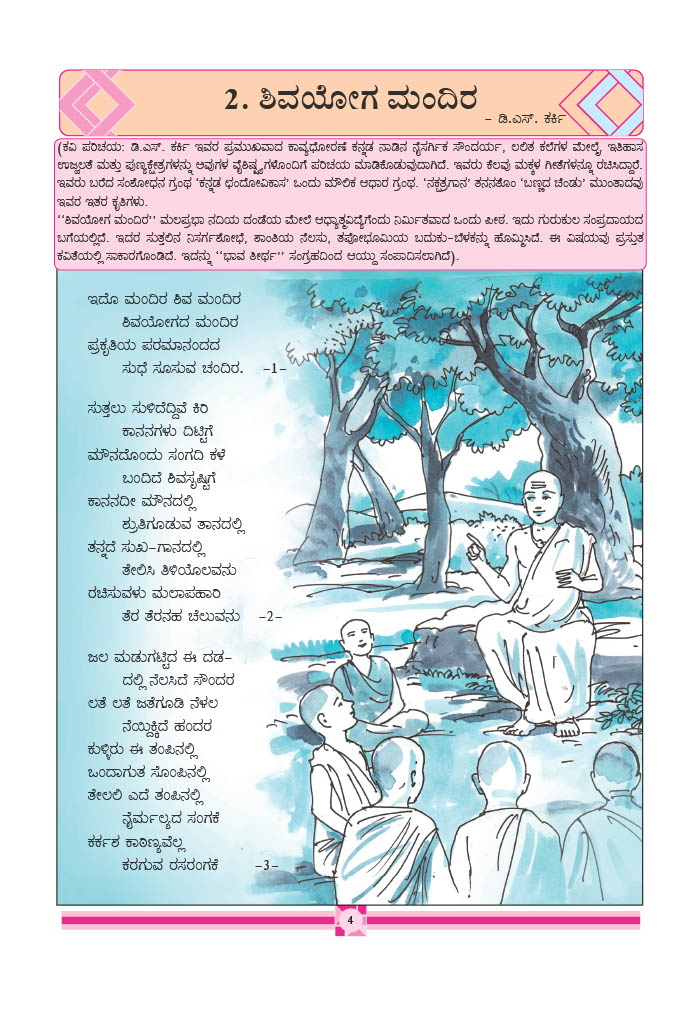 2. ಶಿವಯೋಗ ಮಂದಿರ
– ಡಿ.ಎಸ್. ಕರ್ಕಿ
(ಕವಿ ಪರಿಚಯ: ಡಿ.ಎಸ್. ಕರ್ಕಿ ಇವರ ಪ್ರಮುಖವಾದ ಕಾವ್ಯಧೋರಣೆ ಕನ್ನಡ ನಾಡಿನ ನೈಸರ್ಗಿಕ ಸೌಂದರ್ಯ, ಲಲಿತ ಕಲೆಗಳ ಮೇಲ್ಮೈ, ಇತಿಹಾಸ
ಉಜ್ವಲತೆ ಮತ್ತು ಪುಣ್ಯಕ್ಷೇತ್ರಗಳನ್ನು ಅವುಗಳ ವೈಶಿಷ್ಟ್ಯಗಳೊಂದಿಗೆ ಪರಿಚಯ ಮಾಡಿಕೊಡುವುದಾಗಿದೆ. ಇವರು ಕೆಲವು ಮಕ್ಕಳ ಗೀತೆಗಳನ್ನೂ ರಚಿಸಿದ್ದಾರೆ.
ಇವರು ಬರೆದ ಸಂಶೋಧನ ಗ್ರಂಥ ‘ಕನ್ನಡ ಛಂದೋವಿಕಾಸ’ ಒಂದು ಮೌಲಿಕ ಆಧಾರ ಗ್ರಂಥ. ‘ನಕ್ಷತ್ರಗಾನ’ ತನನತೊಂ ‘ಬಣ್ಣದ ಚೆಂಡು’ ಮುಂತಾದವು
ಇವರ ಇತರ ಕೃತಿಗಳು.
‘‘ಶಿವಯೋಗ ಮಂದಿರ’’ ಮಲಪ್ರಭಾ ನದಿಯ ದಂಡೆಯ ಮೇಲೆ ಆಧ್ಯಾತ್ಮವಿದ್ಯೆಗೆಂದು ನಿರ್ಮಿತವಾದ ಒಂದು ಪೀಠ. ಇದು ಗುರುಕುಲ ಸಂಪ್ರದಾಯದ
ಬಗೆಯಲ್ಲಿದೆ. ಇದರ ಸುತ್ತಲಿನ ನಿಸರ್ಗಶೋಭೆ, ಶಾಂತಿಯ ನೆಲಸು, ತಪೋಭೂಮಿಯ ಬದುಕು–ಬೆಳಕನ್ನು ಹೊಮ್ಮಿಸಿದೆ. ಈ ವಿಷಯವು ಪ್ರಸ್ತುತ
ಕವಿತೆಯಲ್ಲಿ ಸಾಕಾರಗೊಂಡಿದೆ. ಇದನ್ನು ‘‘ಭಾವ ತೀರ್ಥ’’ ಸಂಗ್ರಹದಿಂದ ಆಯ್ದು ಸಂಪಾದಿಸಲಾಗಿದೆ).
ಇದೊ ಮಂದಿರ ಶಿವ ಮಂದಿರ
ಶಿವಯೋಗದ ಮಂದಿರ
ಪ್ರಕೃತಿಯ ಪರಮಾನಂದದ
ಸುಧೆ ಸೂಸುವ ಚಂದಿರ. –1–
ಸುತ್ತಲು ಸುಳಿದೆದ್ದಿವೆ ಕಿರಿ
ಕಾನನಗಳು ದಿಟ್ಟಿಗೆ
ಮೌನದೊಂದು ಸಂಗದಿ ಕಳೆ
ಬಂದಿದೆ ಶಿವಸೃಷ್ಟಿಗೆ
ಕಾನನದೀ ಮೌನದಲ್ಲಿ
ಶ್ರುತಿಗೂಡುವ ತಾನದಲ್ಲಿ
ತನ್ನದೆ ಸುಖ–ಗಾನದಲ್ಲಿ
ತೇಲಿಸಿ ತಿಳಿಯೊಲವನು
ರಚಿಸುವಳು ಮಲಾಪಹಾರಿ
ತೆರ ತೆರನಹ ಚೆಲುವನು –2–
ಜಲ ಮಡುಗಟ್ಟಿದ ಈ ದಡ–
ದಲ್ಲಿ ನೆಲಸಿದೆ ಸೌಂದರ
ಲತೆ ಲತೆ ಜತೆಗೂಡಿ ನೆಳಲ
ನೆಯ್ದಿಕ್ಕಿದೆ ಹಂದರ
ಕುಳ್ಳಿರು ಈ ತಂಪಿನಲ್ಲಿ
ಒಂದಾಗುತ ಸೊಂಪಿನಲ್ಲಿ
ತೇಲಲಿ ಎದೆ ತಂಪಿನಲ್ಲಿ
ನೈರ್ಮಲ್ಯದ ಸಂಗಕೆ
ಕರ್ಕಶ ಕಾಠಿಣ್ಯವೆಲ್ಲ
ಕರಗುವ ರಸರಂಗಕೆ –3–
4